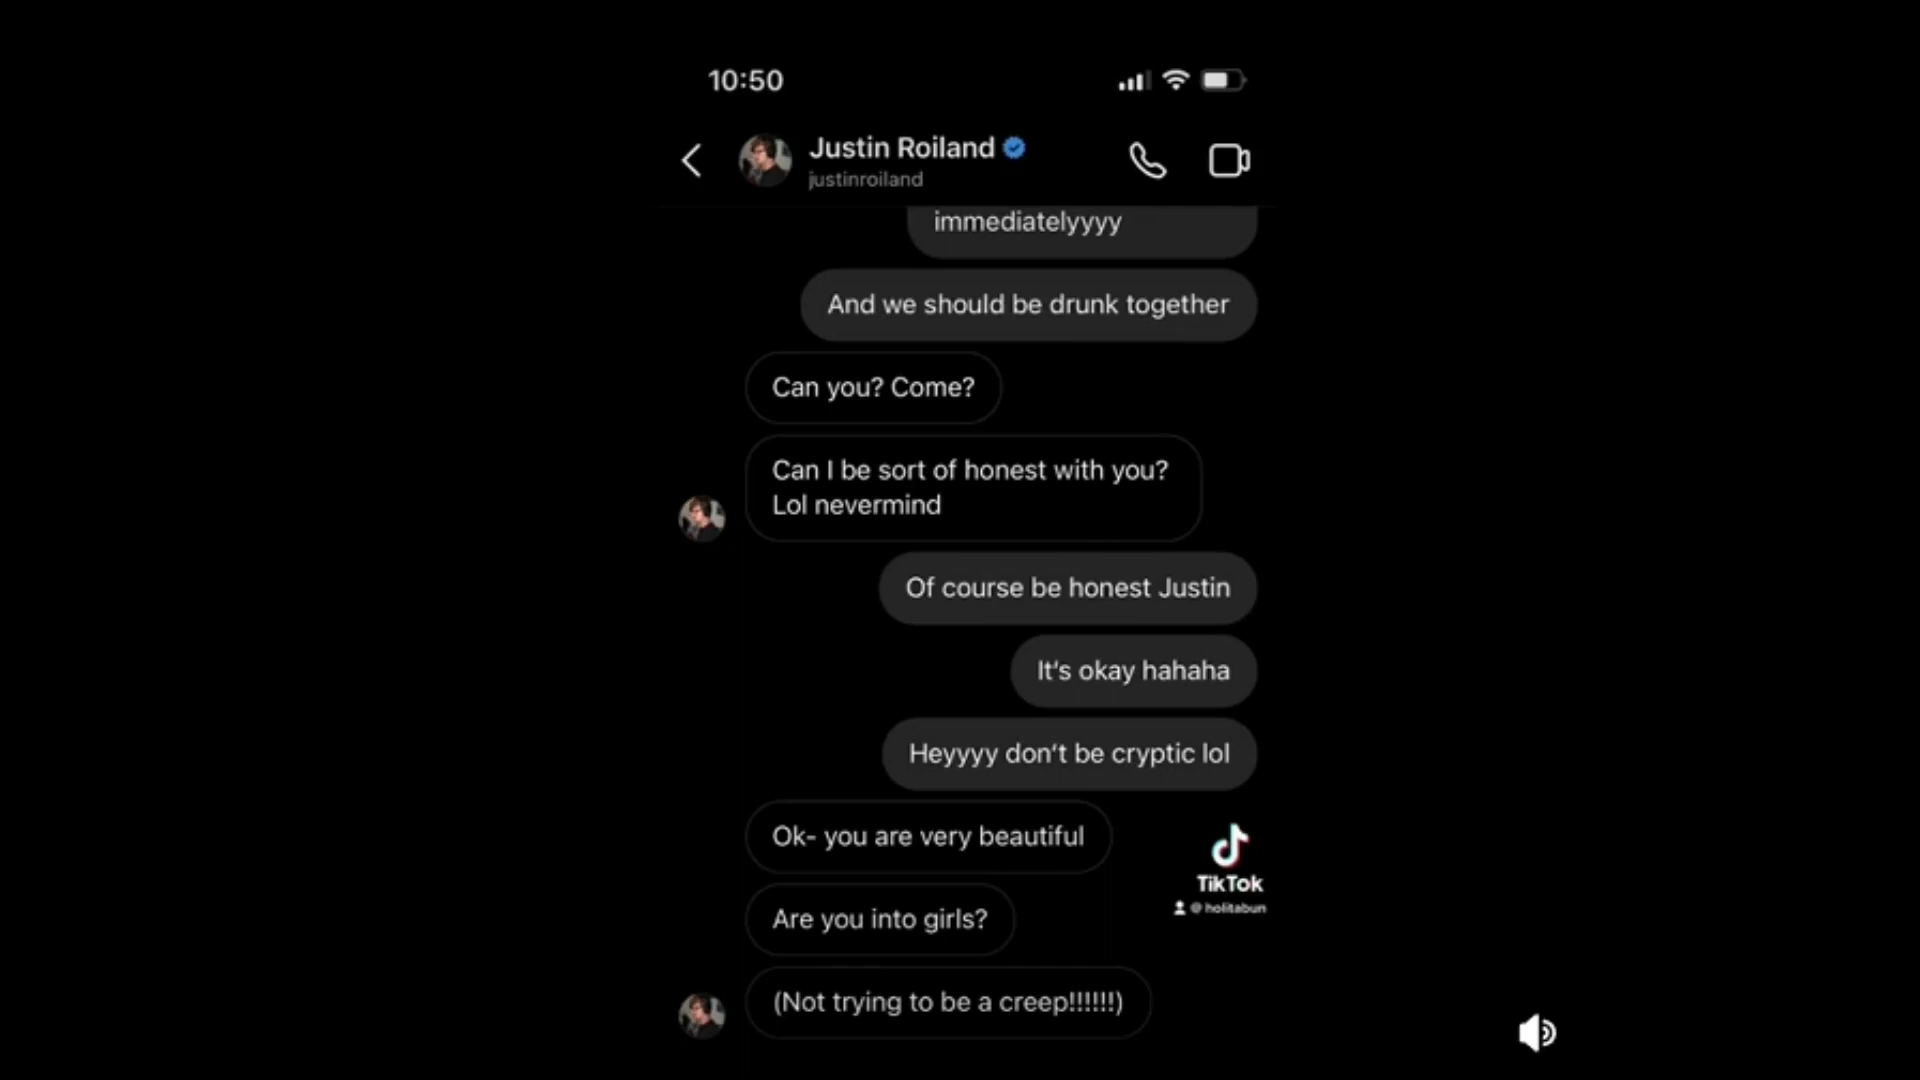 10:50
Justin Roiland
justinroiland
immediatelyyyy
And we should be drunk together
Can you? Come?
Can I be sort of honest with you?
Lol nevermind
Of course be honest Justin
It's okay hahaha
Heyyyy don't be cryptic lol
Ok- you are very beautiful
TikTok
@ holitabun
Are you into girls?
(Not trying to be a creep!!!!!!)